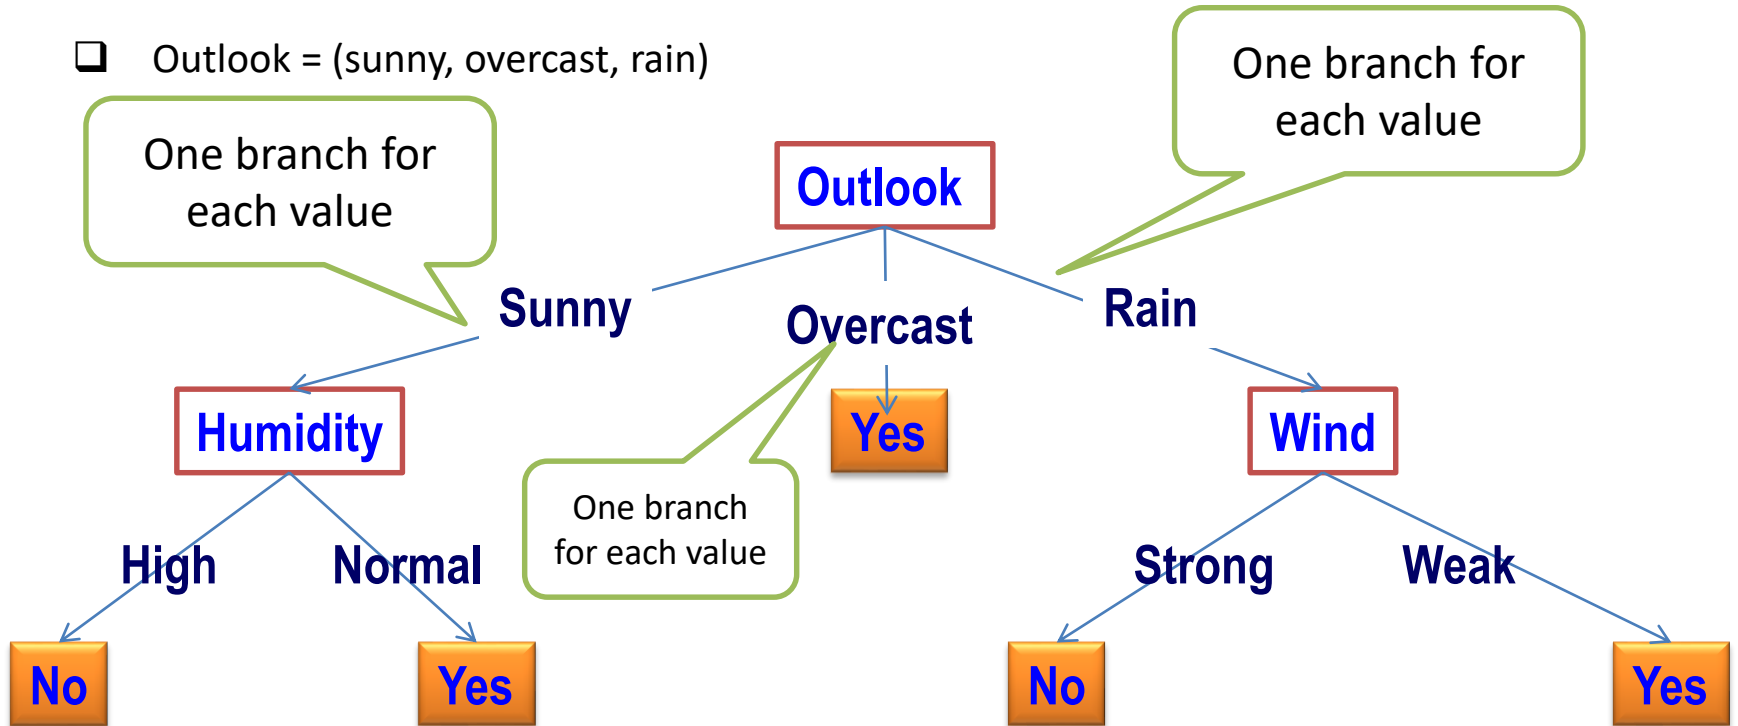 ❑ Outlook = (sunny, overcast, rain)
One branch for
each value
One branch for
each value
Outlook
Sunny
Overcast
Rain
Humidity
Yes
Wind
One branch
for each value
High
Normal
Strong
Weak
No
Yes
No
Yes